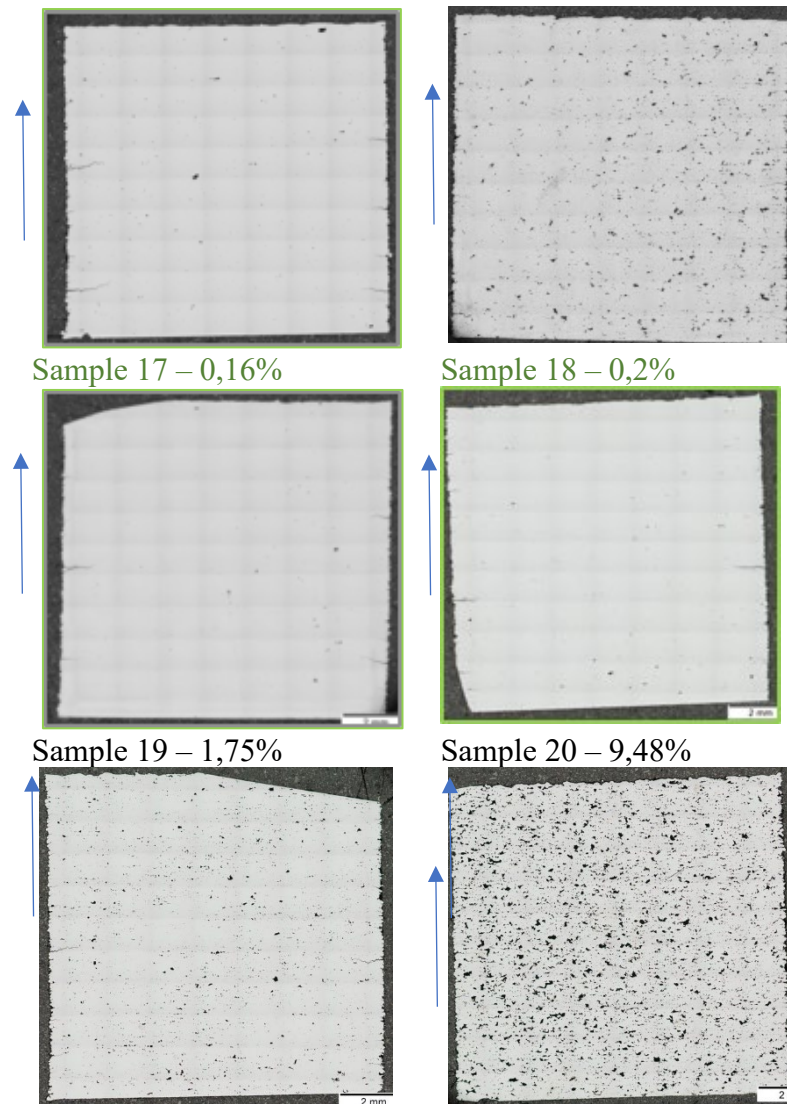 Sample 17 – 0,16%
Sample 18 – 0,2%
2 mm
Sample 19 – 1,75%
Sample 20 – 9,48%
2 mm
2